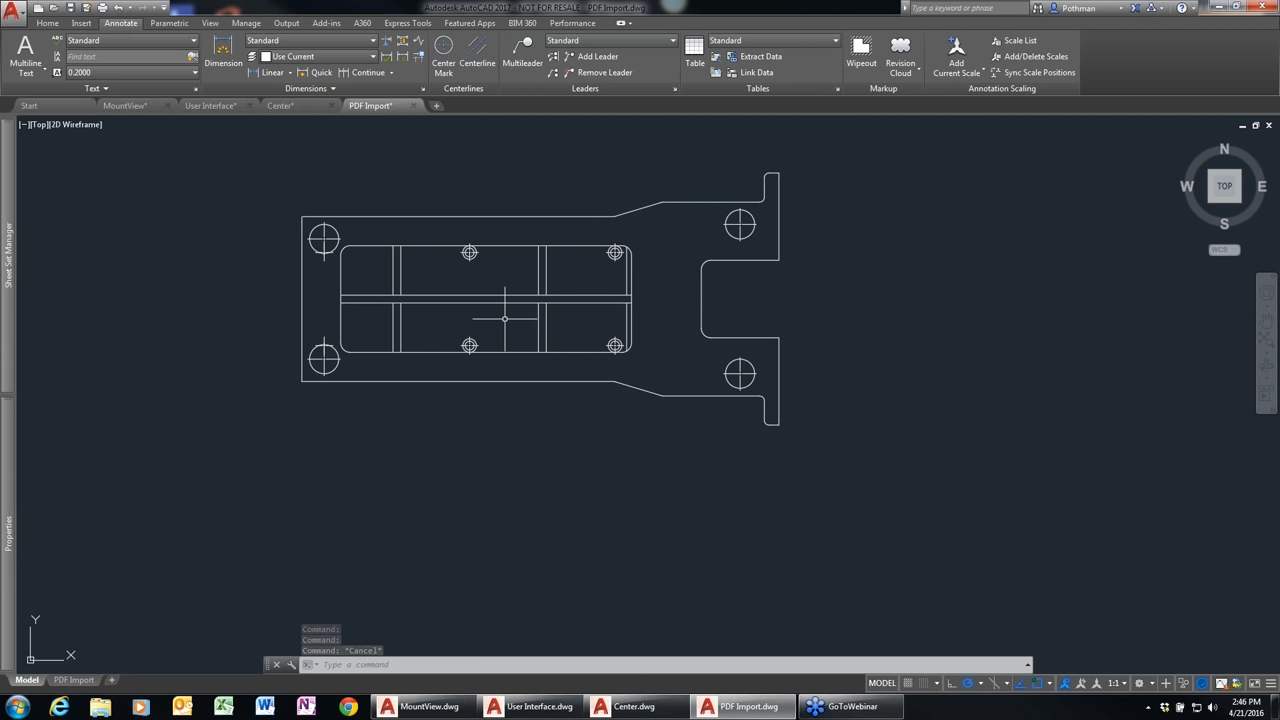 Autodesk AutoCAD 2017 - NOT FOR RESALE - PDF Import.dwg
Type a keyword or phrase
Pothman
Home Insert Annotate Parametric View Manage Output Add-ins A360 Express Tools Featured Apps BIM 360 Performance
Multiline Text
Standard
Find text
0.2000
Text
Dimension
Standard
Use Current
Linear Quick Continue
Dimensions
Center Mark
Centerline
Centerlines
Multileader
Standard
Add Leader
Remove Leader
Leaders
Table
Standard
Extract Data
Link Data
Tables
Wipeout
Revision Cloud
Markup
Add Current Scale
Scale List
Add/Delete Scales
Sync Scale Positions
Annotation Scaling
Start MountView* User Interface* Center* PDF Import*
[−][Top][2D Wireframe]
N
W TOP E
S
WCS
Sheet Set Manager
Properties
Y
X
Command:
Command:
Command: "Cancel"
Type a command
Model PDF Import
MODEL 1:1
MountView.dwg User Interface.dwg Center.dwg PDF Import.dwg GoToWebinar
2:46 PM
4/21/2016